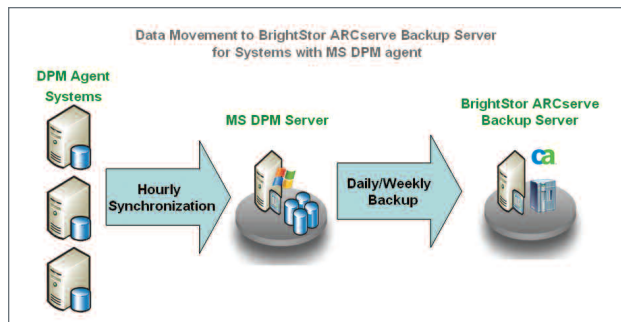 Data Movement to BrightStor ARCserve Backup Server
for Systems with MS DPM agent
DPM Agent
Systems
MS DPM Server
BrightStor ARCserve
Backup Server
ca
Hourly
Synchronization
Daily/Weekly
Backup